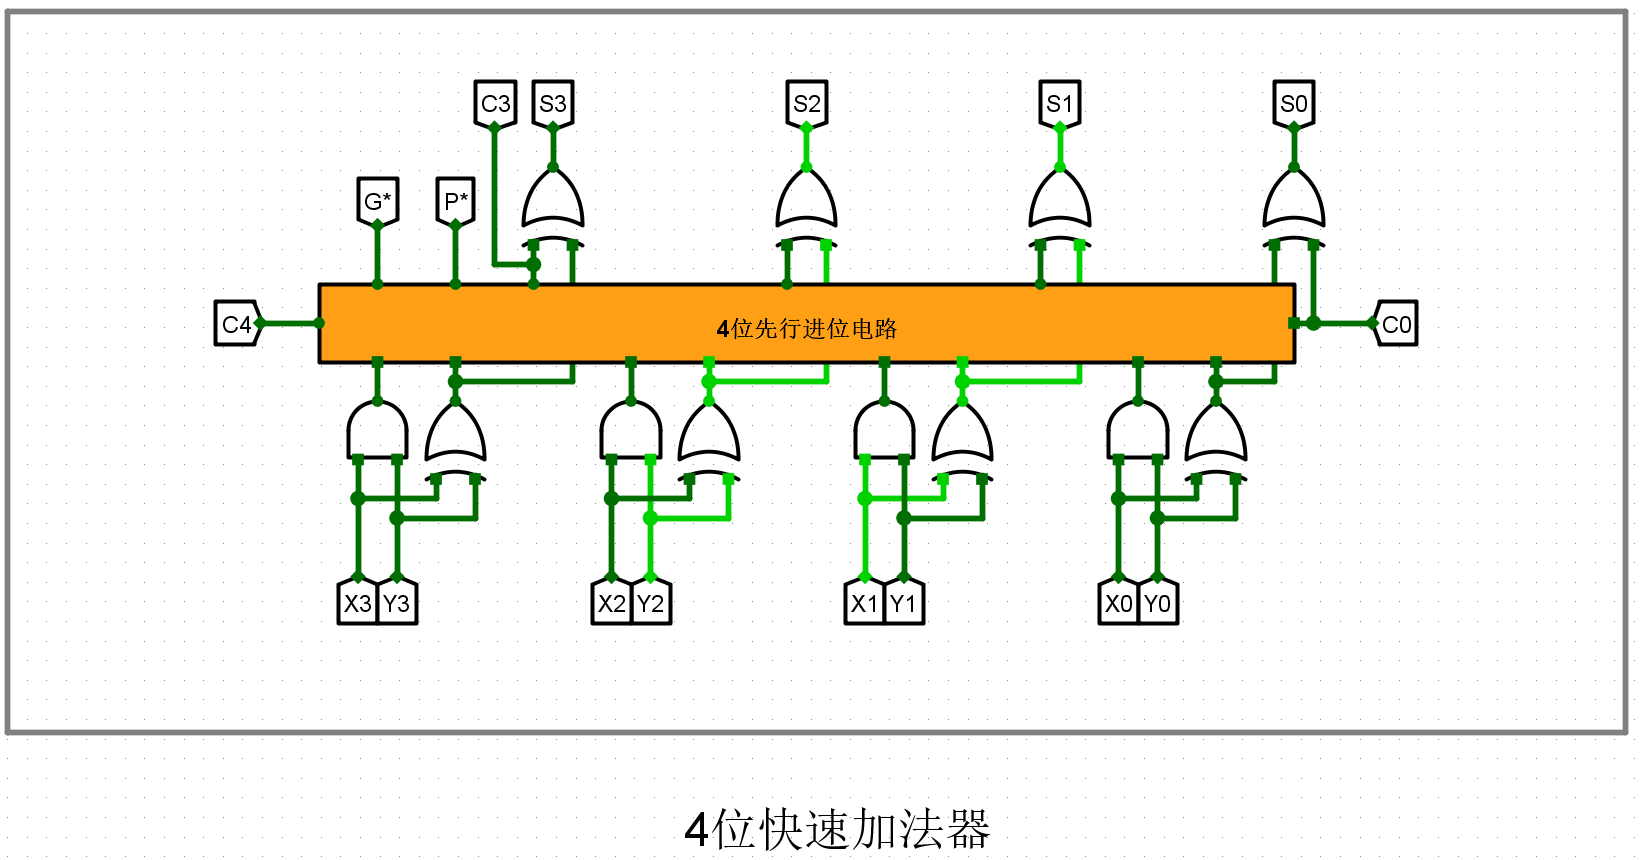 C3 S3 S2 S1 S0
G* P*
C4 4位先行进位电路 C0
X3 Y3 X2 Y2 X1 Y1 X0 Y0
4位快速加法器